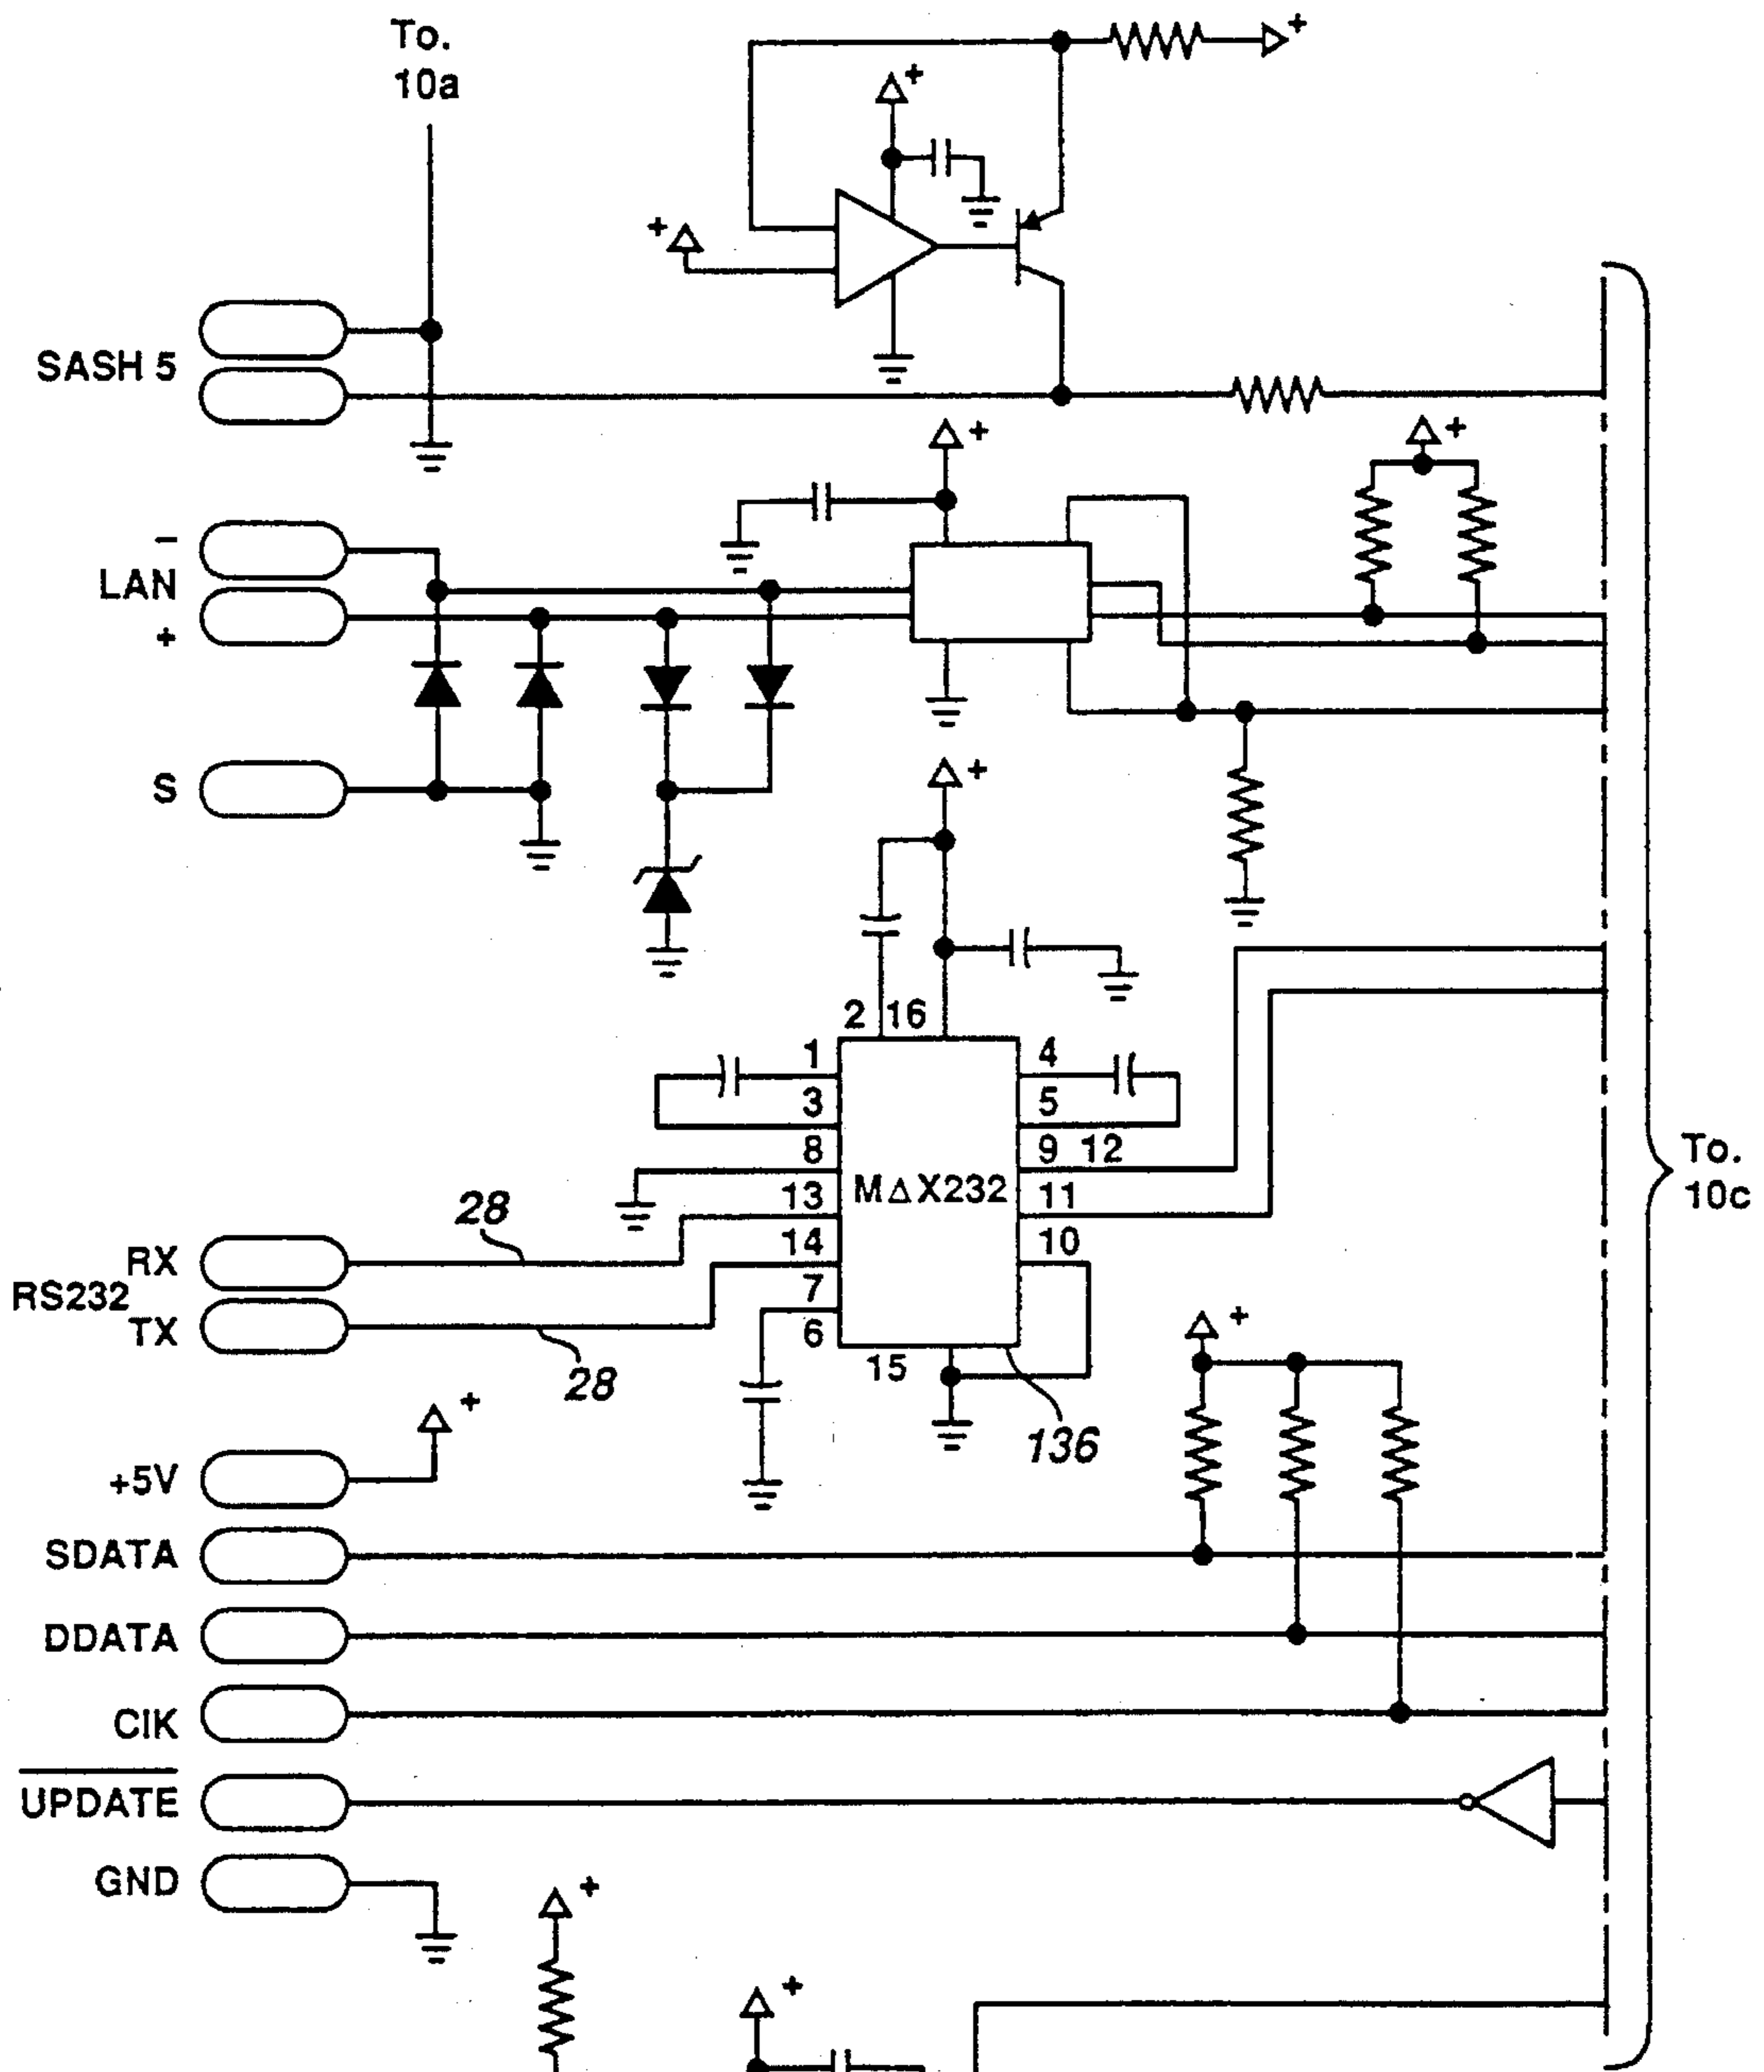 To.
10a
+
+
+
SASH 5
+
+
−
LAN
+
S
+
2 16
1
3
8
13
14
7
6
15
4
5
9 12
11
10
MΔX232
To.
10c
28
RX
RS232
TX
28
136
+
+
+5V
SDATA
DDATA
CIK
UPDATE
GND
+
+